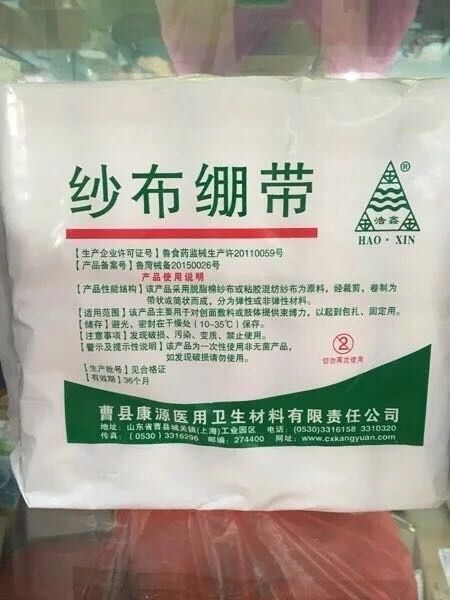 纱布绷带
®
浩鑫
HAO·XIN
【生产企业许可证号】鲁食药监械生产许20110059号
【产品备案号】鲁菏械备20150026号
产品使用说明
【产品性能结构】该产品采用脱脂棉纱布或粘胶混纺纱布为原料，经裁剪，卷制为
带状或筒状而成，分为弹性或非弹性材料。
【适用范围】该产品主要用于对创面敷料或肢体提供束缚力，以起到包扎、固定用。
【储存】避光，密封在干燥处（10-35℃）保存。
【注意事项】发现破损、污染、变质、禁止使用。
【警示及提示性说明】该产品为一次性使用非无菌产品，
如发现破损请勿使用。
【生产批号】见合格证
【有效期】36个月
2
切勿再次使用
曹县康源医用卫生材料有限责任公司
地址：山东省曹县城关镇(上海)工业园区 电话：(0530)3316158 3310320
传真：(0530)3316296 邮编：274400 网址：www.cxkangyuan.com